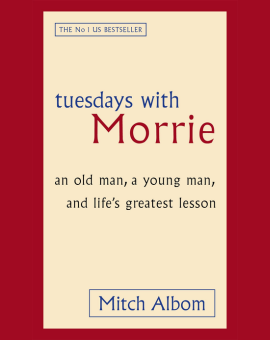 THE No 1 US BESTSELLER
tuesdays with
Morrie
an old man, a young man,
and life's greatest lesson
Mitch Albom